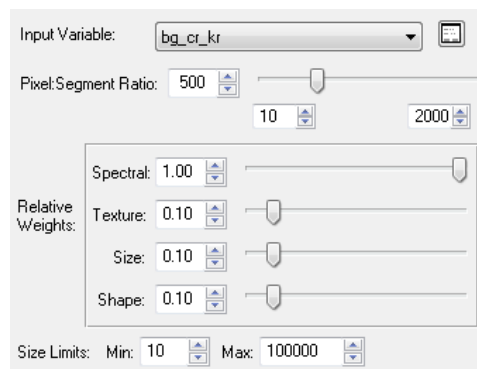 Input Variable: bg_cr_kr
Pixel:Segment Ratio: 500
10 2000
Spectral: 1.00
Relative Weights:
Texture: 0.10
Size: 0.10
Shape: 0.10
Size Limits: Min: 10 Max: 100000